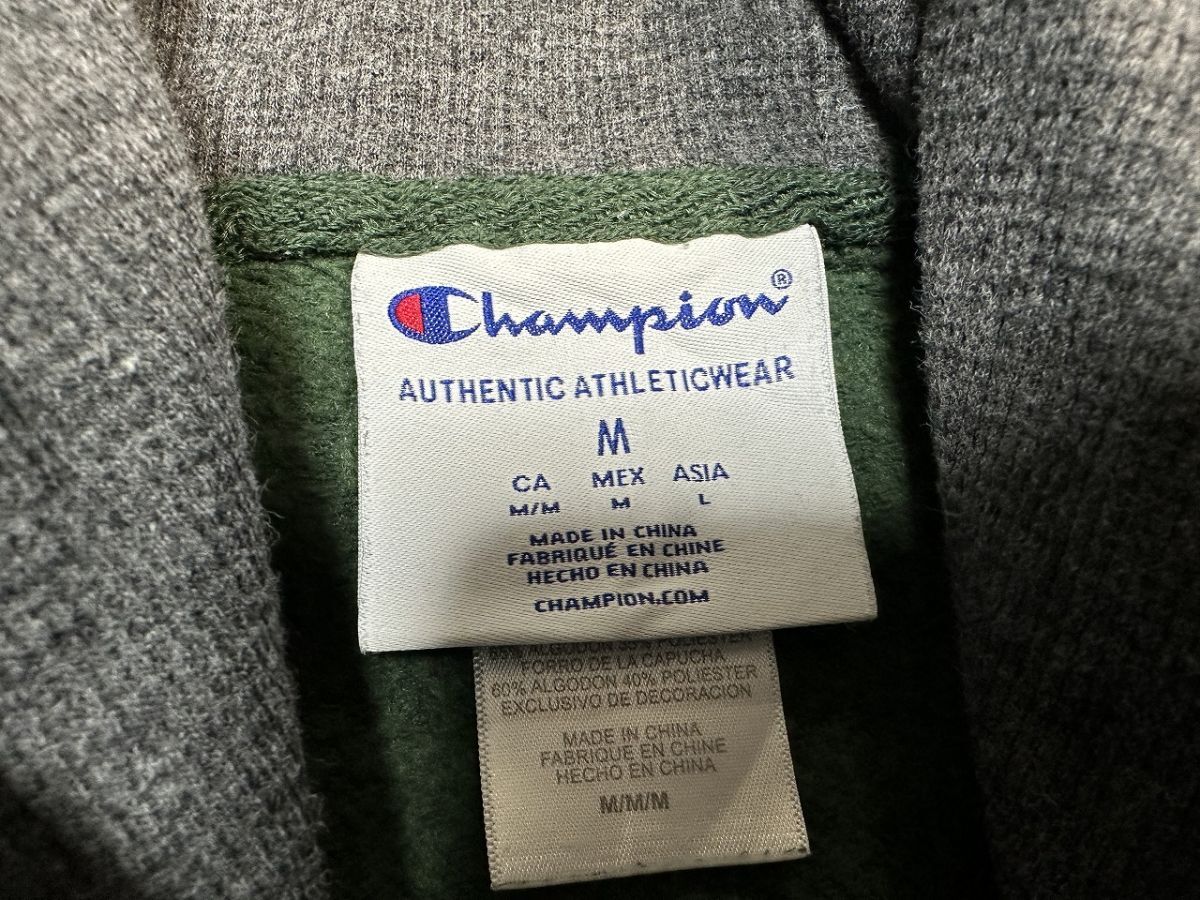 Champion®
AUTHENTIC ATHLETICWEAR
M
CA MEX ASIA
M/M M L
MADE IN CHINA
FABRIQUÉ EN CHINE
HECHO EN CHINA
CHAMPION.COM
ALGODON
FORRO DE LA CAPUCHA
60% ALGODON 40% POLIESTER
EXCLUSIVO DE DECORACION
MADE IN CHINA
FABRIQUE EN CHINE
HECHO EN CHINA
M/M/M